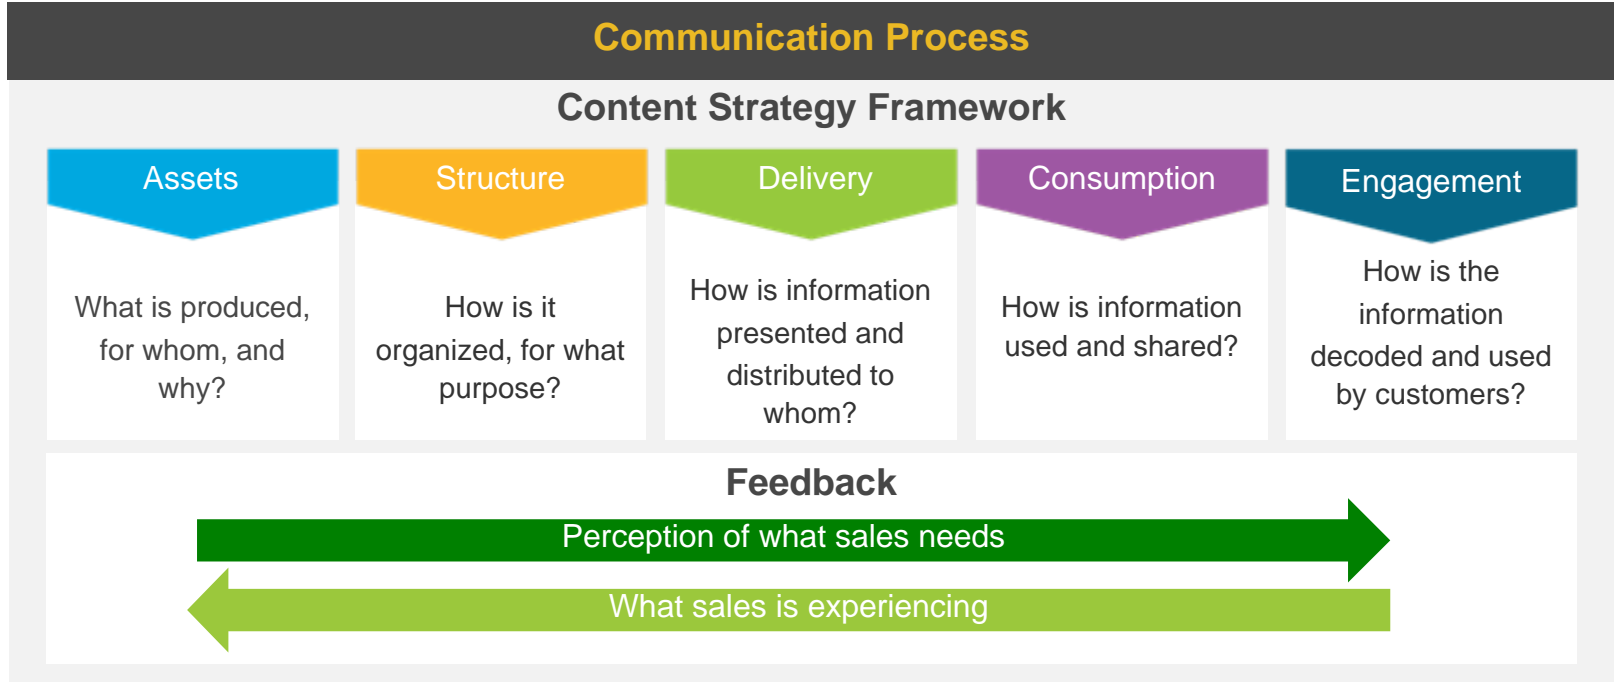 Communication Process
Content Strategy Framework
Assets
What is produced,
for whom, and
why?
Structure
How is it
organized, for what
purpose?
Delivery
How is information
presented and
distributed to
whom?
Consumption
How is information
used and shared?
Engagement
How is the
information
decoded and used
by customers?
Feedback
Perception of what sales needs
What sales is experiencing